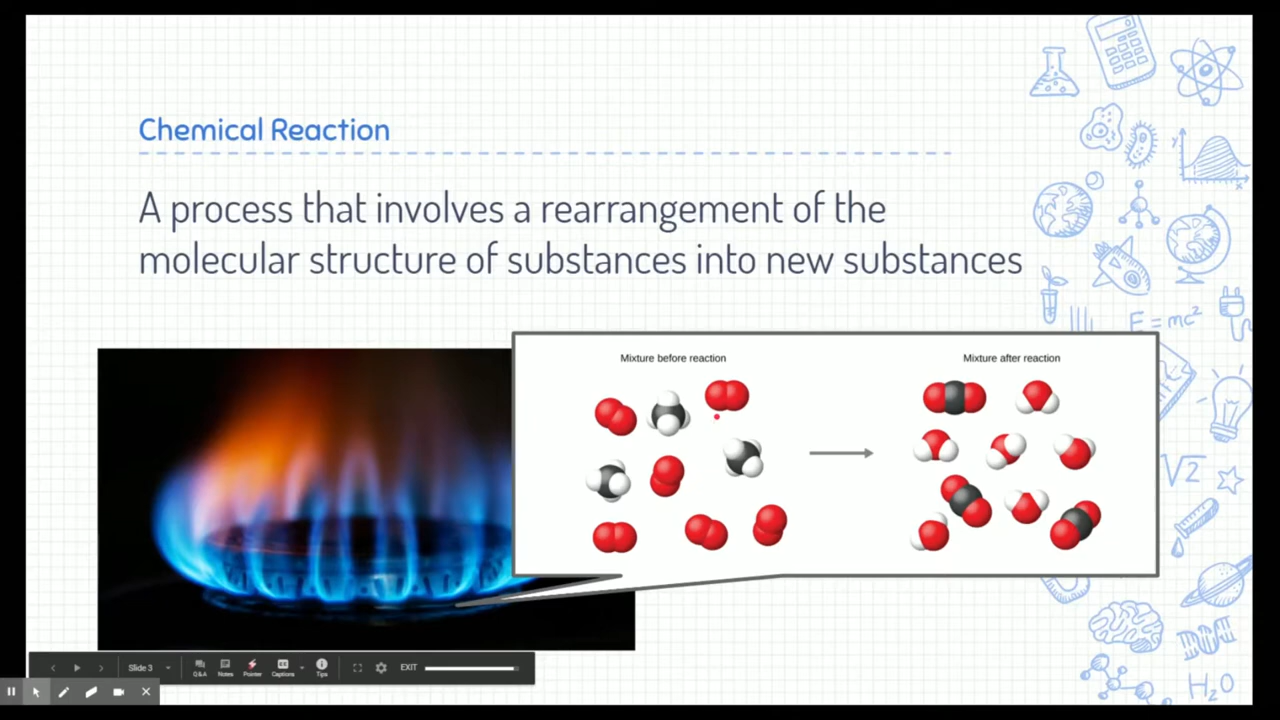 Chemical Reaction
A process that involves a rearrangement of the
molecular structure of substances into new substances
Mixture before reaction
Mixture after reaction
y
x
E=mc²
√2
H₂O
Slide 3
Q&A
Notes
Pointer
Captions
Tips
EXIT